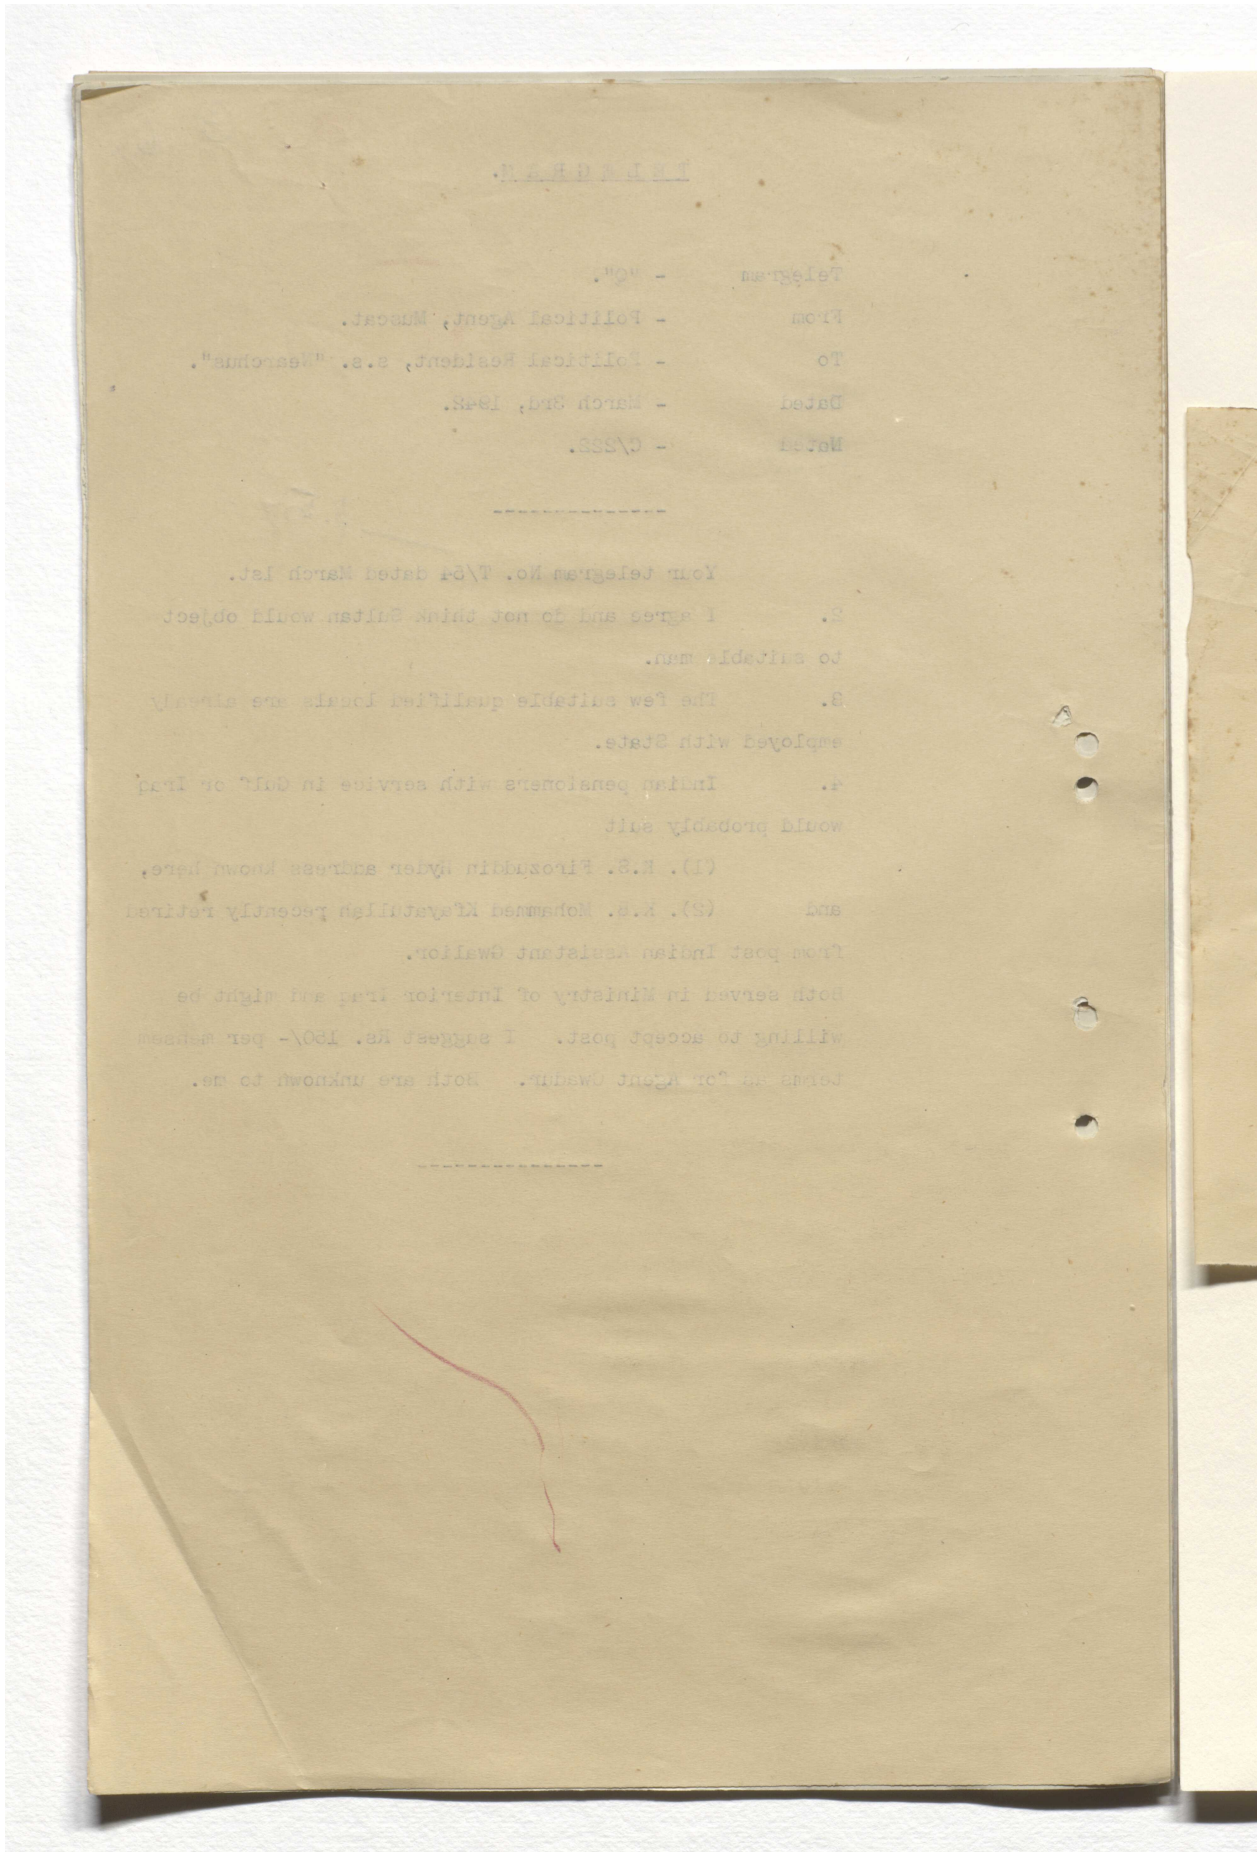 TELEGRAM.
Telegram - "Q".
From - Political Agent, Muscat.
To - Political Resident, s.s. "Nearchus".
Dated - March 3rd, 1942.
Noted - C/222.
--------------
Your telegram No. T/64 dated March 1st.
2. I agree and do not think Sultan would object
to suitable man.
3. The few suitable qualified locals are already
employed with State.
4. Indian pensioners with service in Gulf or Iraq
would probably suit
(1). K.S. Firozuddin Hyder address known here,
and (2). K.S. Mohammed Kfayatullah recently retired
from post Indian Assistant Gwalior.
Both served in Ministry of Interior Iraq and might be
willing to accept post. I suggest Rs. 150/- per mensem
terms as for Agent Gwadur. Both are unknown to me.
---------------